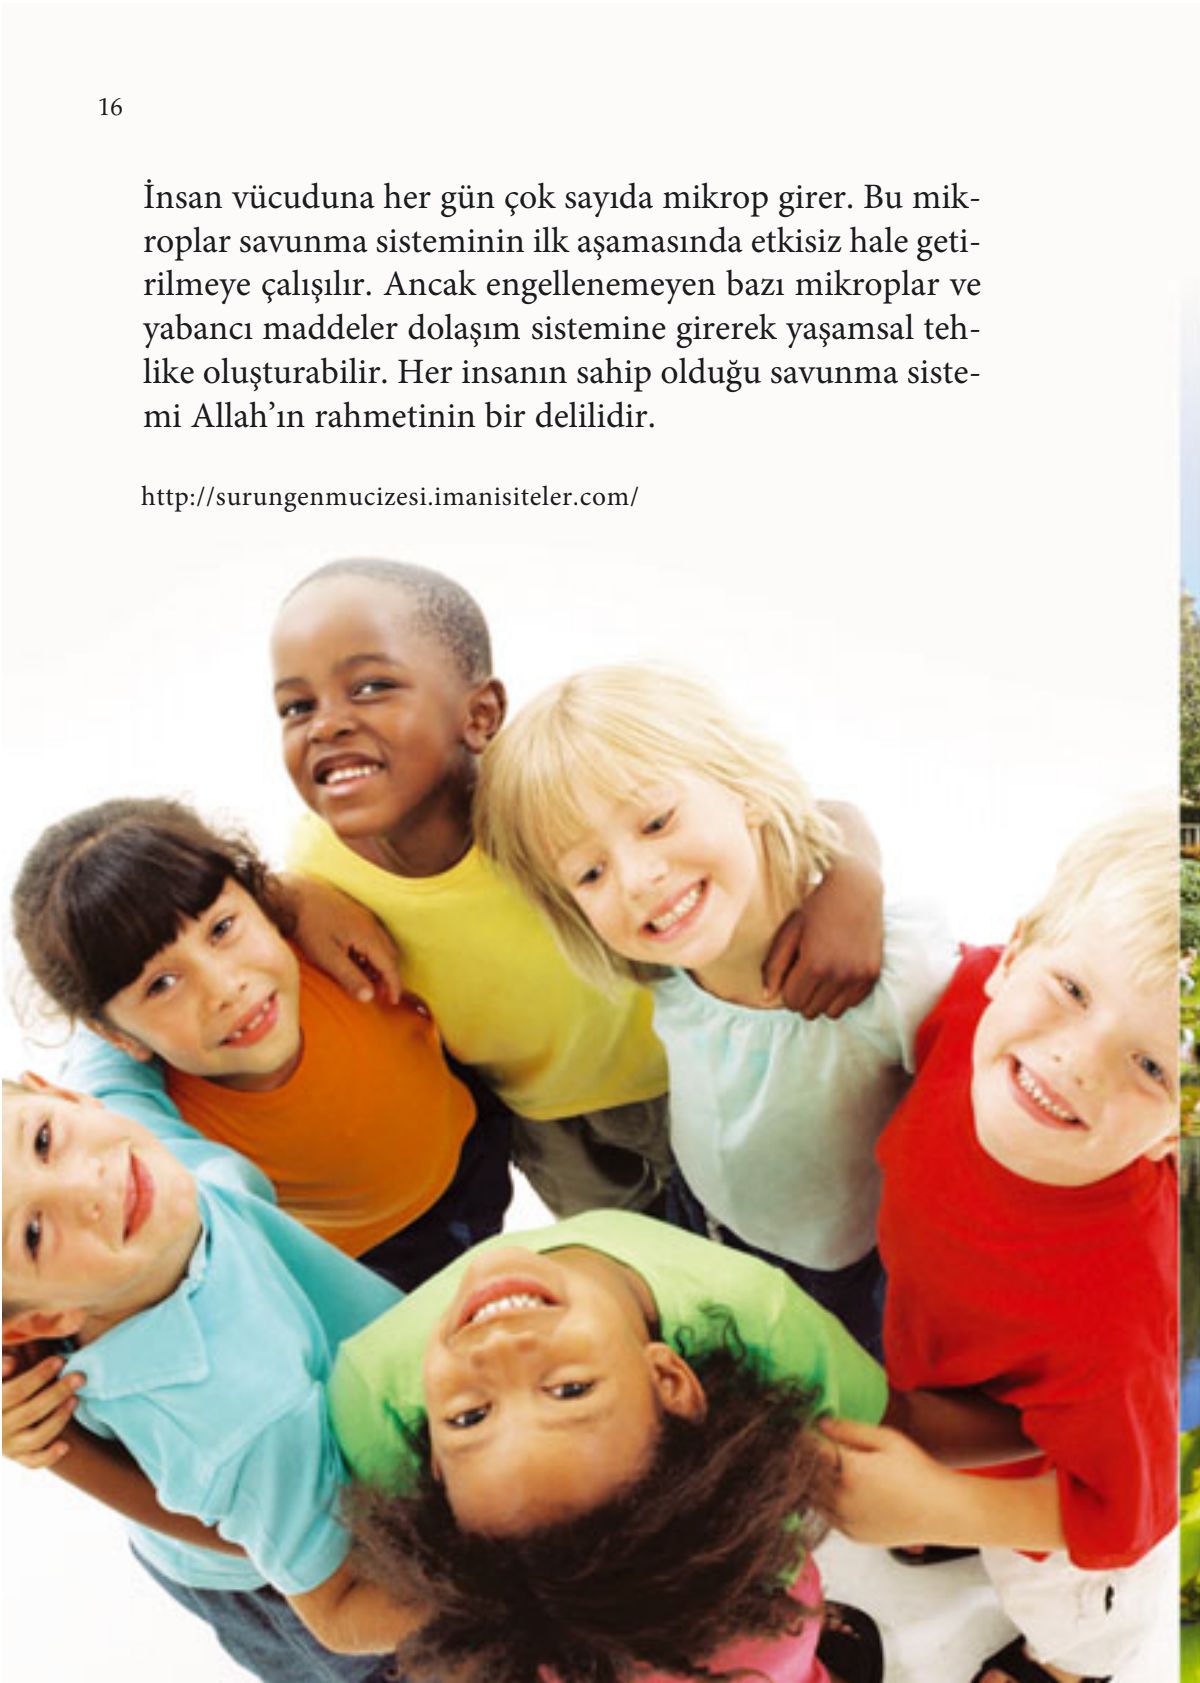 16
İnsan vücuduna her gün çok sayıda mikrop girer. Bu mik-
roplar savunma sisteminin ilk aşamasında etkisiz hale geti-
rilmeye çalışılır. Ancak engellenemeyen bazı mikroplar ve
yabancı maddeler dolaşım sistemine girerek yaşamsal teh-
like oluşturabilir. Her insanın sahip olduğu savunma siste-
mi Allah’ın rahmetinin bir delilidir.
http://surungenmucizesi.imanisiteler.com/